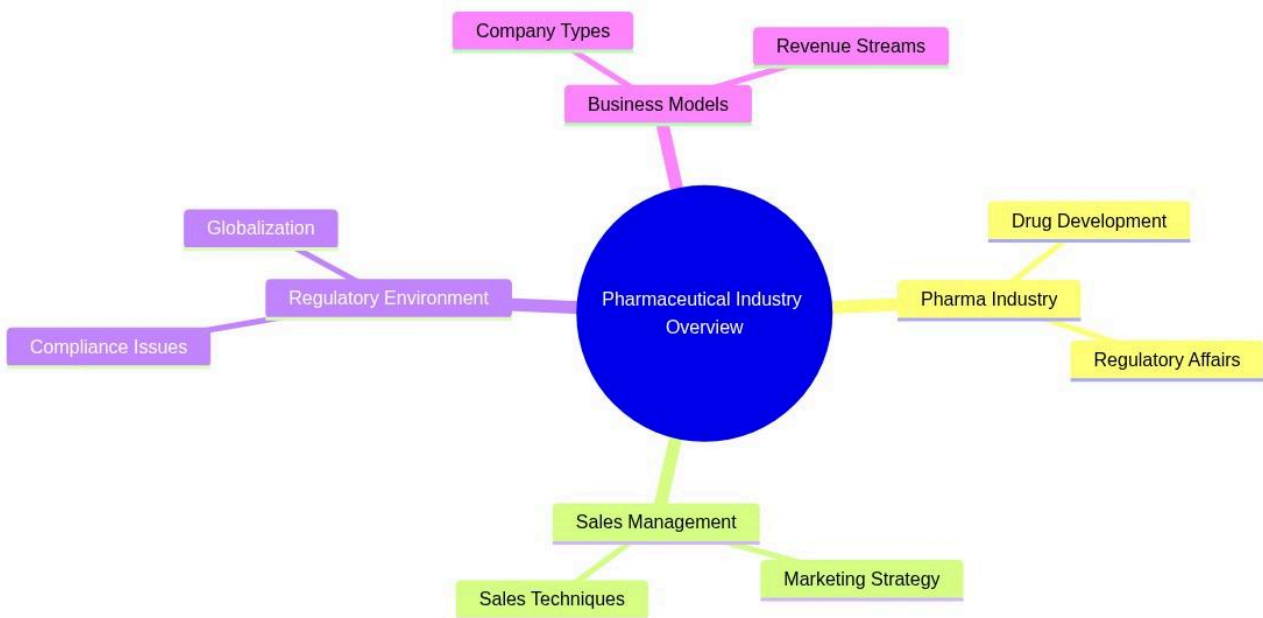 Company Types
Revenue Streams
Business Models
Globalization
Drug Development
Regulatory Environment
Pharmaceutical Industry
Overview
Pharma Industry
Compliance Issues
Regulatory Affairs
Sales Management
Marketing Strategy
Sales Techniques